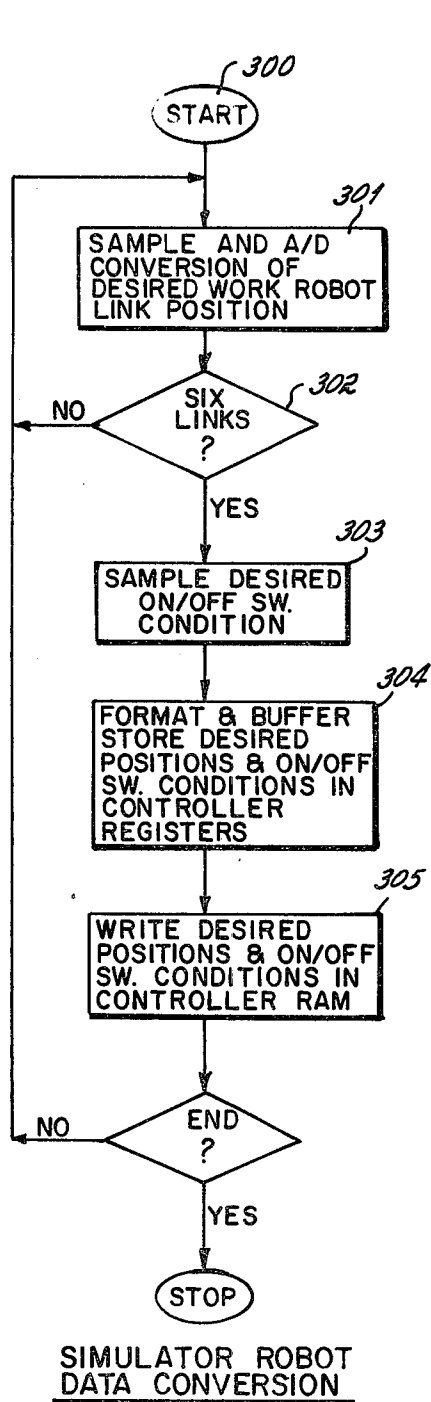 300
START
301
SAMPLE AND A/D
CONVERSION OF
DESIRED WORK ROBOT
LINK POSITION
302
SIX
LINKS
?
NO
YES
303
SAMPLE DESIRED
ON/OFF SW.
CONDITION
304
FORMAT & BUFFER
STORE DESIRED
POSITIONS & ON/OFF
SW. CONDITIONS IN
CONTROLLER
REGISTERS
305
WRITE DESIRED
POSITIONS & ON/OFF
SW. CONDITIONS IN
CONTROLLER RAM
END
?
NO
YES
STOP
SIMULATOR ROBOT
DATA CONVERSION